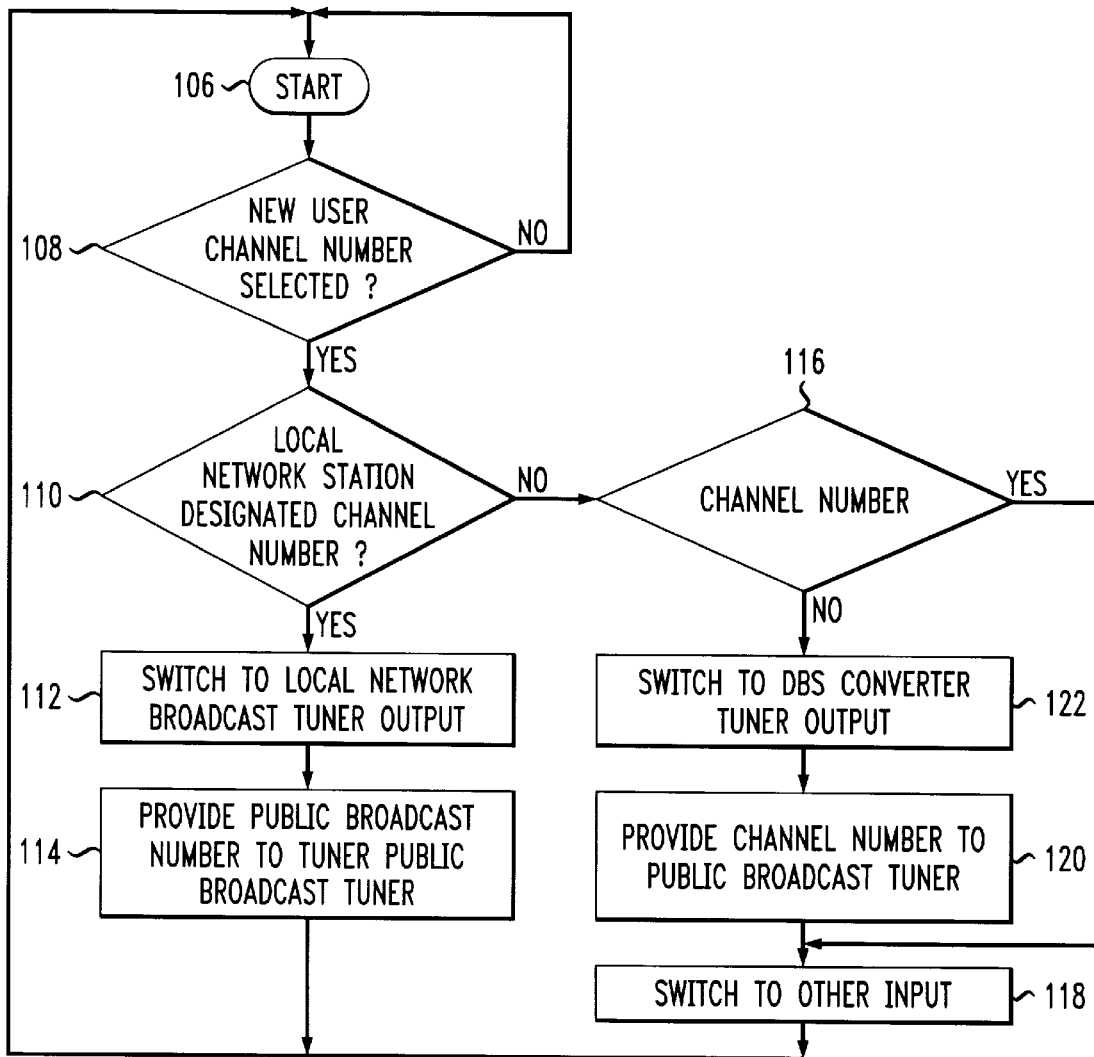 106
START
108
NEW USER
CHANNEL NUMBER
SELECTED ?
NO
YES
110
LOCAL
NETWORK STATION
DESIGNATED CHANNEL
NUMBER ?
NO
YES
116
CHANNEL NUMBER
YES
NO
112
SWITCH TO LOCAL NETWORK
BROADCAST TUNER OUTPUT
SWITCH TO DBS CONVERTER
TUNER OUTPUT
122
114
PROVIDE PUBLIC BROADCAST
NUMBER TO TUNER PUBLIC
BROADCAST TUNER
PROVIDE CHANNEL NUMBER TO
PUBLIC BROADCAST TUNER
120
SWITCH TO OTHER INPUT
118